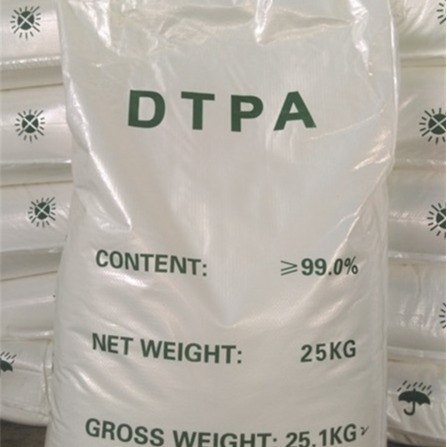 DTPA
CONTENT: ≥99.0%
NET WEIGHT: 25KG
GROSS WEIGHT: 25.1KG